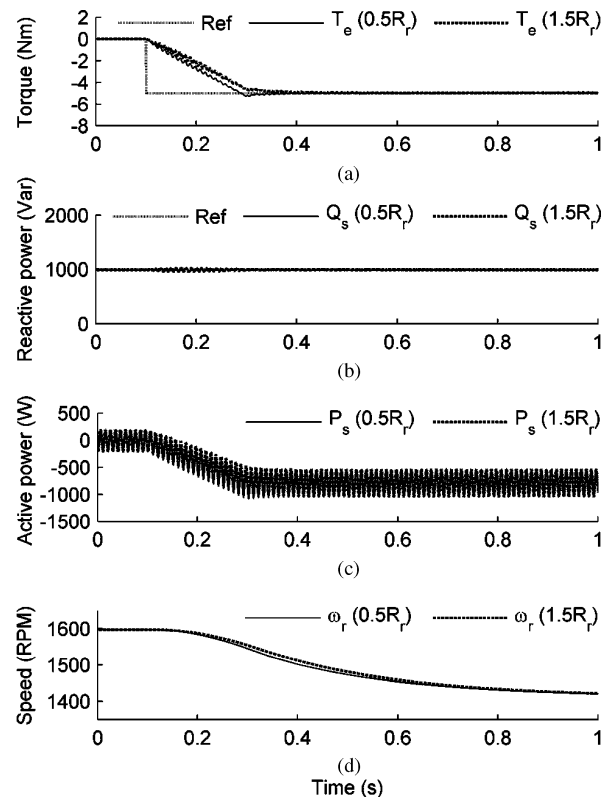 Torque (Nm)
2
0
-2
-4
-6
-8
Ref
T_e (0.5R_r)
T_e (1.5R_r)
0 0.2 0.4 0.6 0.8 1
(a)
Reactive power (Var)
2000
1000
0
Ref
Q_s (0.5R_r)
Q_s (1.5R_r)
0 0.2 0.4 0.6 0.8 1
(b)
Active power (W)
500
0
-500
-1000
-1500
P_s (0.5R_r)
P_s (1.5R_r)
0 0.2 0.4 0.6 0.8 1
(c)
Speed (RPM)
1600
1500
1400
ω_r (0.5R_r)
ω_r (1.5R_r)
0 0.2 0.4 0.6 0.8 1
(d)
Time (s)